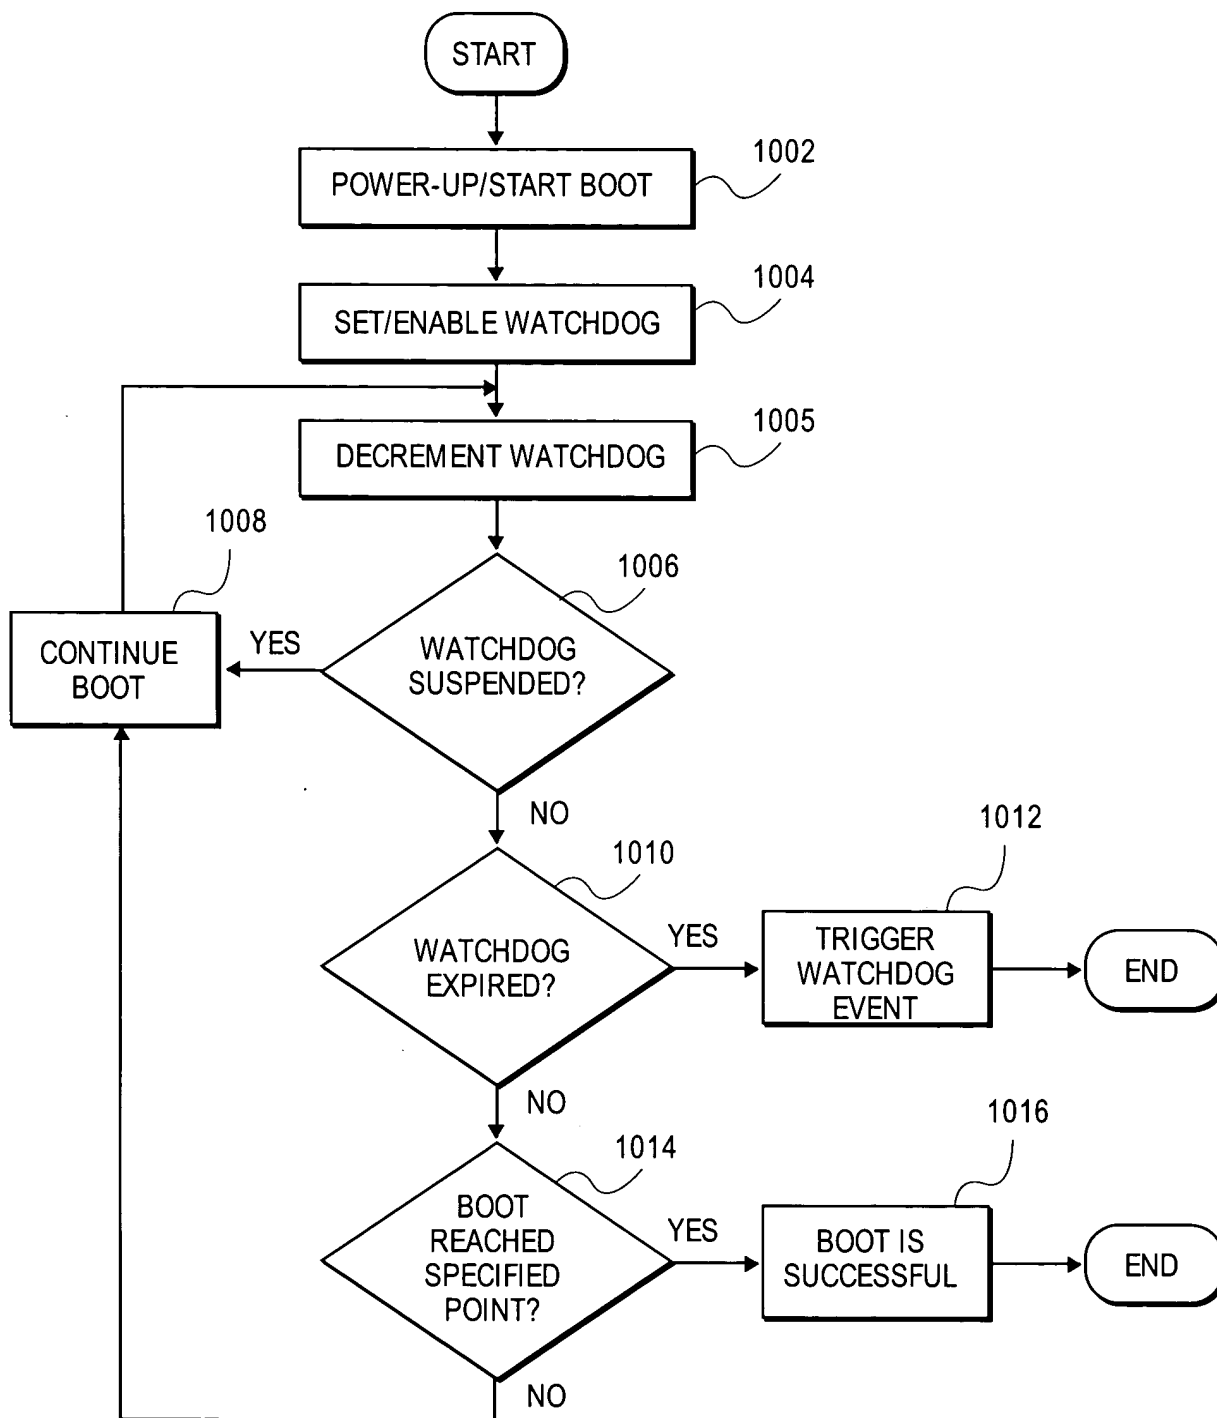 START
1002
POWER-UP/START BOOT
1004
SET/ENABLE WATCHDOG
1005
DECREMENT WATCHDOG
1008
1006
CONTINUE
BOOT
YES
WATCHDOG
SUSPENDED?
NO
1010
1012
WATCHDOG
EXPIRED?
YES
TRIGGER
WATCHDOG
EVENT
END
NO
1014
1016
BOOT
REACHED
SPECIFIED
POINT?
YES
BOOT IS
SUCCESSFUL
END
NO